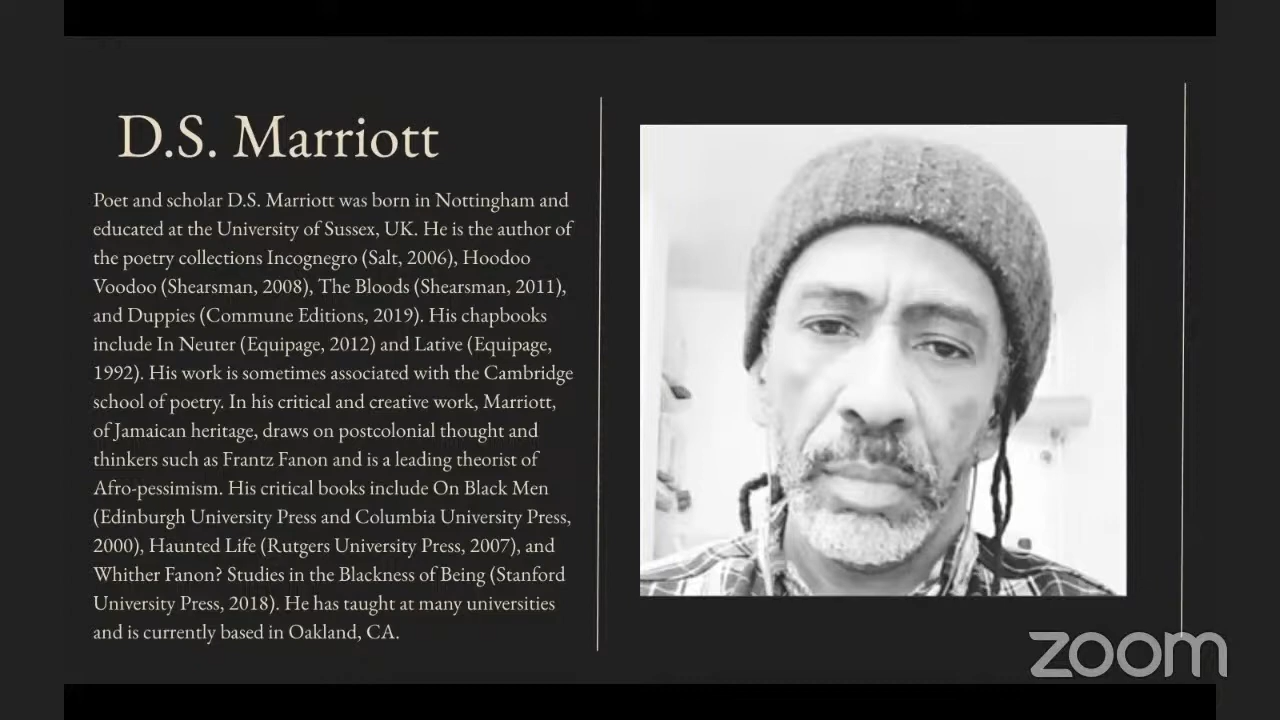 D.S. Marriott
Poet and scholar D.S. Marriott was born in Nottingham and
educated at the University of Sussex, UK. He is the author of
the poetry collections Incognegro (Salt, 2006), Hoodoo
Voodoo (Shearsman, 2008), The Bloods (Shearsman, 2011),
and Duppies (Commune Editions, 2019). His chapbooks
include In Neuter (Equipage, 2012) and Lative (Equipage,
1992). His work is sometimes associated with the Cambridge
school of poetry. In his critical and creative work, Marriott,
of Jamaican heritage, draws on postcolonial thought and
thinkers such as Frantz Fanon and is a leading theorist of
Afro-pessimism. His critical books include On Black Men
(Edinburgh University Press and Columbia University Press,
2000), Haunted Life (Rutgers University Press, 2007), and
Whither Fanon? Studies in the Blackness of Being (Stanford
University Press, 2018). He has taught at many universities
and is currently based in Oakland, CA.
zoom